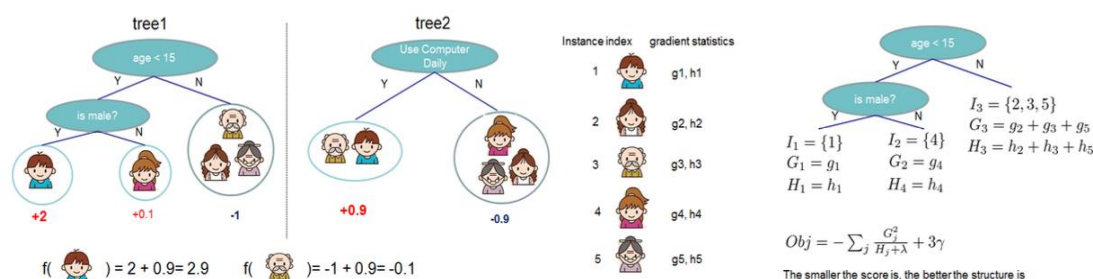 tree1
age < 15
Y
N
is male?
Y
N
+2
+0.1
-1
f( ) = 2 + 0.9= 2.9
tree2
Use Computer
Daily
Y
N
+0.9
-0.9
f( )= -1 + 0.9= -0.1
Instance index gradient statistics
1 g1, h1
2 g2, h2
3 g3, h3
4 g4, h4
5 g5, h5
age < 15
Y
N
is male?
Y
N
I₁ = {1}
G₁ = g₁
H₁ = h₁
I₂ = {4}
G₂ = g₄
H₄ = h₄
I₃ = {2, 3, 5}
G₃ = g₂ + g₃ + g₅
H₃ = h₂ + h₃ + h₅
Obj = − ∑ⱼ Gⱼ²/(Hⱼ+λ) + 3γ
The smaller the score is, the better the structure is